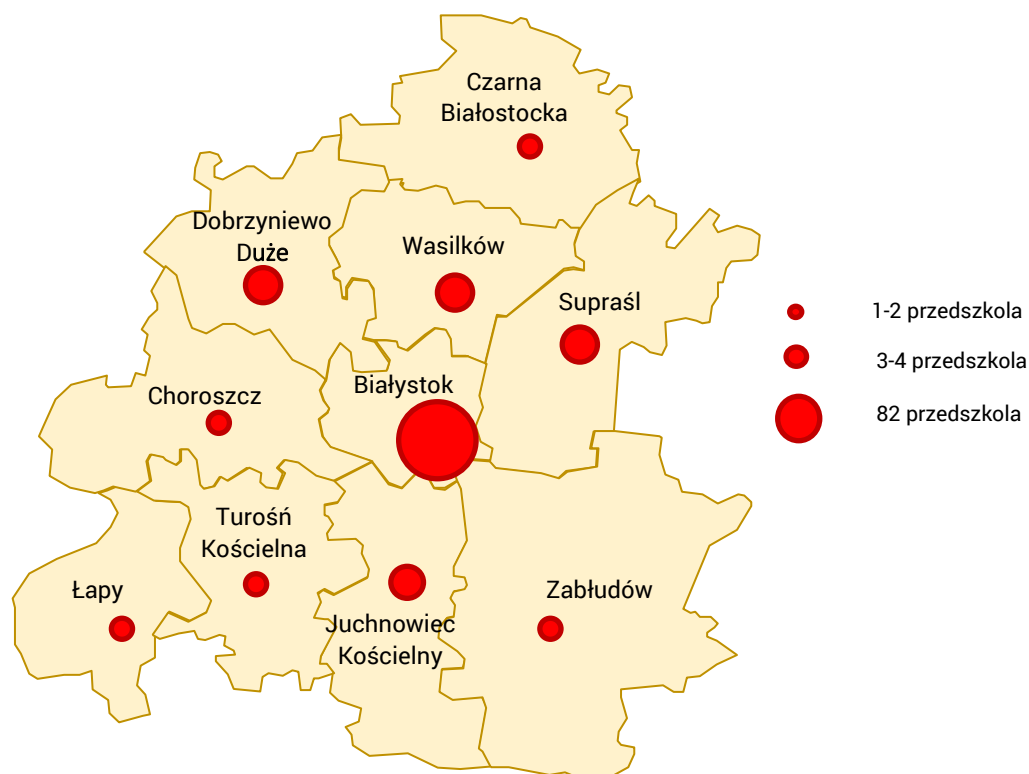 Czarna
Białostocka
Dobrzyniewo
Duże
Wasilków
Supraśl
1-2 przedszkola
3-4 przedszkola
82 przedszkola
Białystok
Choroszcz
Turośń
Kościelna
Łapy
Zabłudów
Juchnowiec
Kościelny